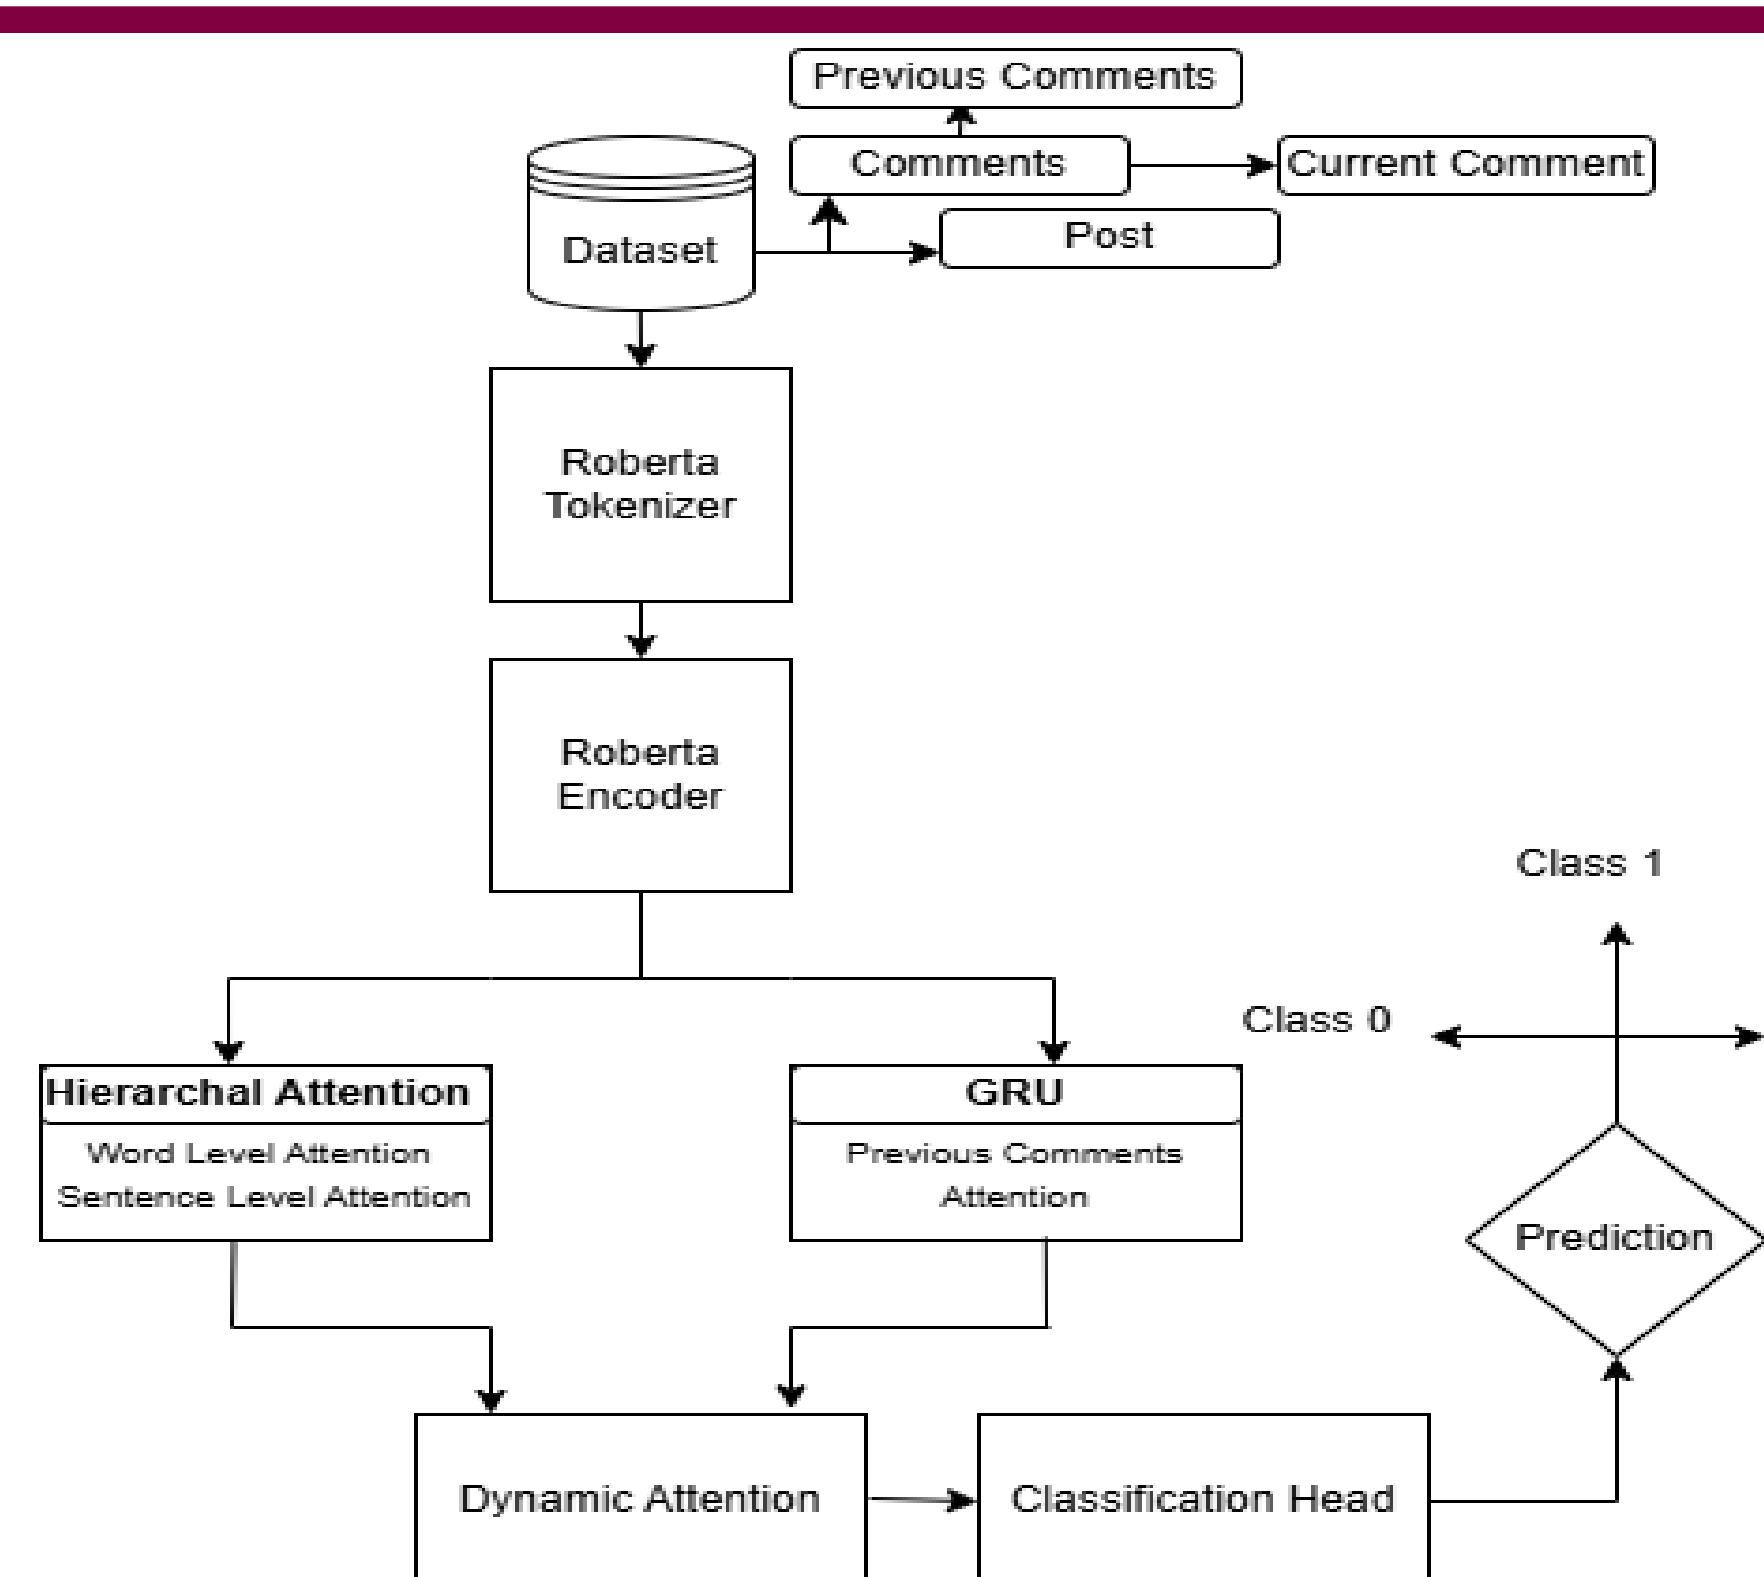 Previous Comments
Comments
Current Comment
Post
Dataset
Roberta
Tokenizer
Roberta
Encoder
Class 1
Class 0
Hierarchal Attention
Word Level Attention
Sentence Level Attention
GRU
Previous Comments
Attention
Prediction
Dynamic Attention
Classification Head